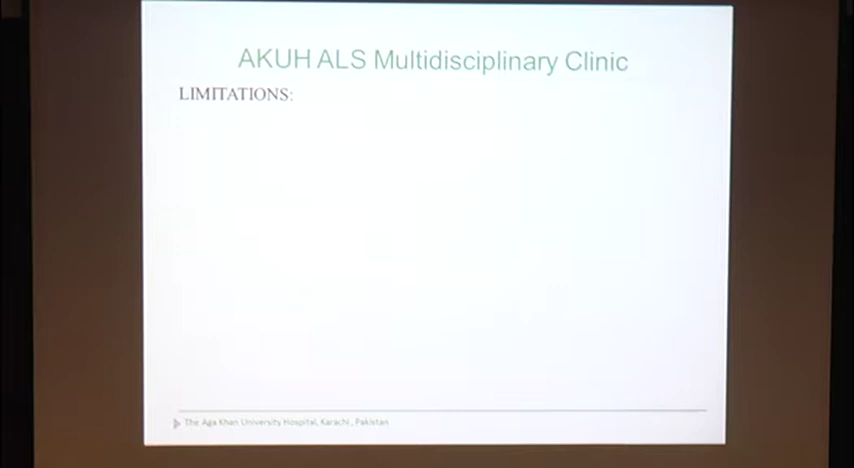 AKUH ALS Multidisciplinary Clinic
LIMITATIONS:
The Aga Khan University Hospital, Karachi, Pakistan